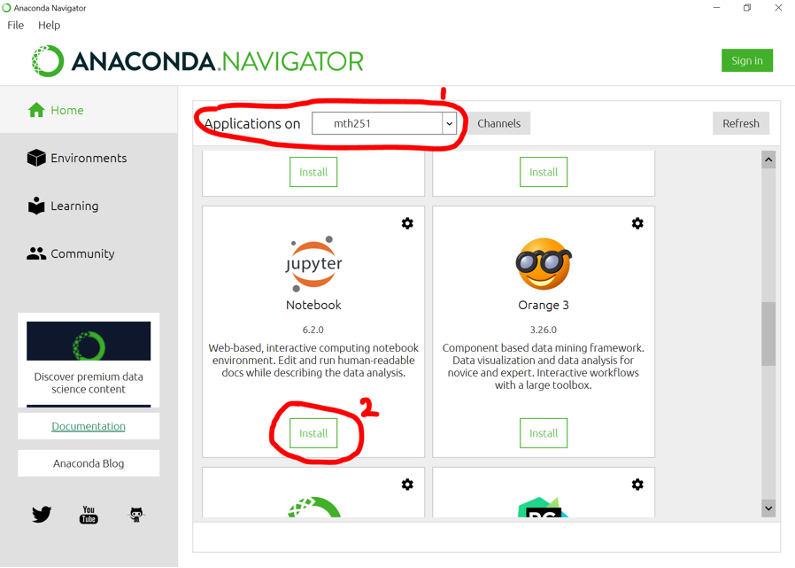 Anaconda Navigator
File Help
ANACONDA.NAVIGATOR
Sign in
1
Home
Applications on mth251 Channels Refresh
Environments
Install Install
Learning
Community
jupyter
Notebook
6.2.0
Web-based, interactive computing notebook
environment. Edit and run human-readable
docs while describing the data analysis.
2
Install
Orange 3
3.26.0
Component based data mining framework.
Data visualization and data analysis for
novice and expert. Interactive workflows
with a large toolbox.
Install
Discover premium data
science content
Documentation
Anaconda Blog
You
Tube